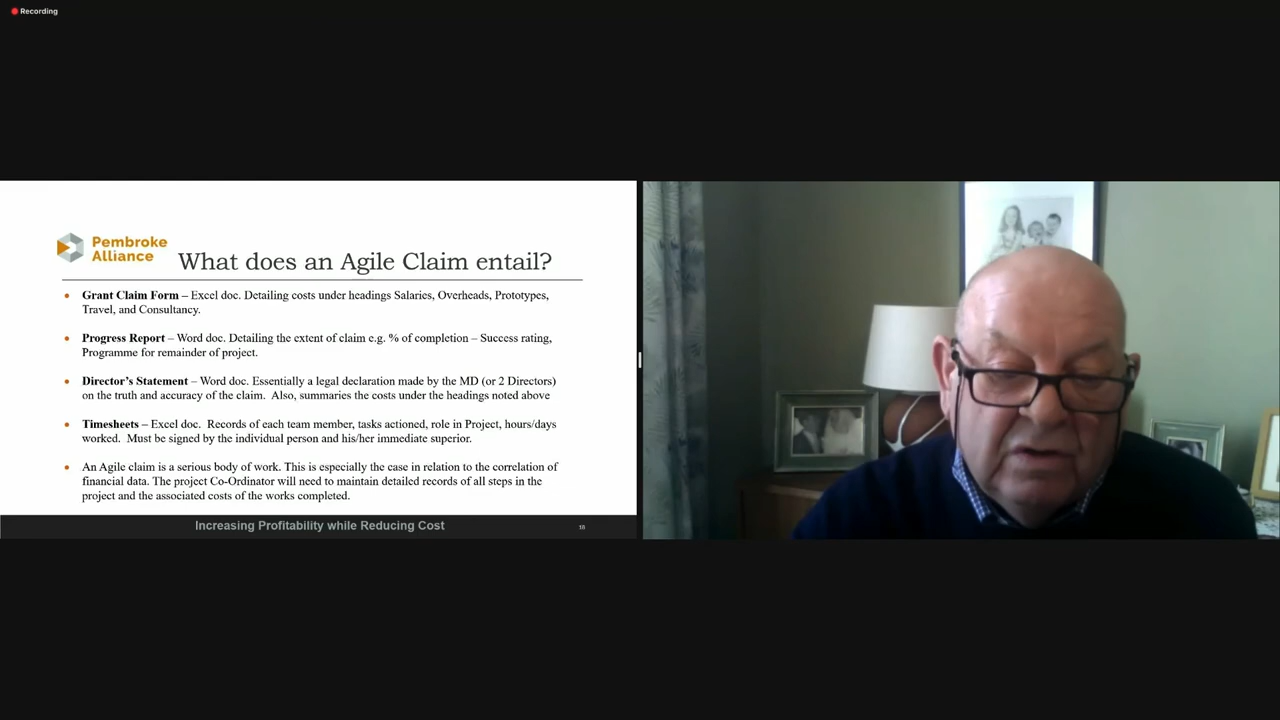 Recording
Pembroke
Alliance
What does an Agile Claim entail?
• Grant Claim Form – Excel doc. Detailing costs under headings Salaries, Overheads, Prototypes,
Travel, and Consultancy.
• Progress Report – Word doc. Detailing the extent of claim e.g. % of completion – Success rating,
Programme for remainder of project.
• Director's Statement – Word doc. Essentially a legal declaration made by the MD (or 2 Directors)
on the truth and accuracy of the claim. Also, summaries the costs under the headings noted above
• Timesheets – Excel doc. Records of each team member, tasks actioned, role in Project, hours/days
worked. Must be signed by the individual person and his/her immediate superior.
• An Agile claim is a serious body of work. This is especially the case in relation to the correlation of
financial data. The project Co-Ordinator will need to maintain detailed records of all steps in the
project and the associated costs of the works completed.
Increasing Profitability while Reducing Cost
18